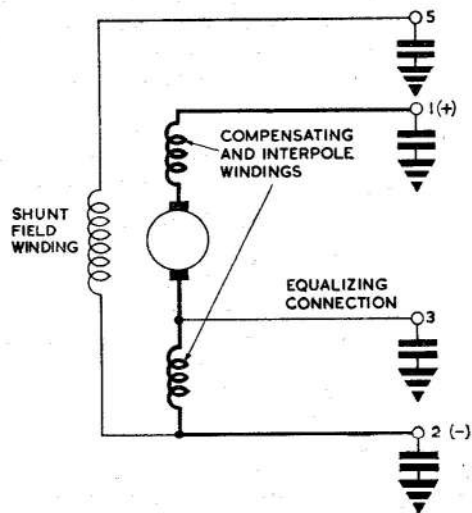 5
1 (+)
COMPENSATING
AND INTERPOLE
WINDINGS
SHUNT
FIELD
WINDING
EQUALIZING
CONNECTION
3
2 (-)